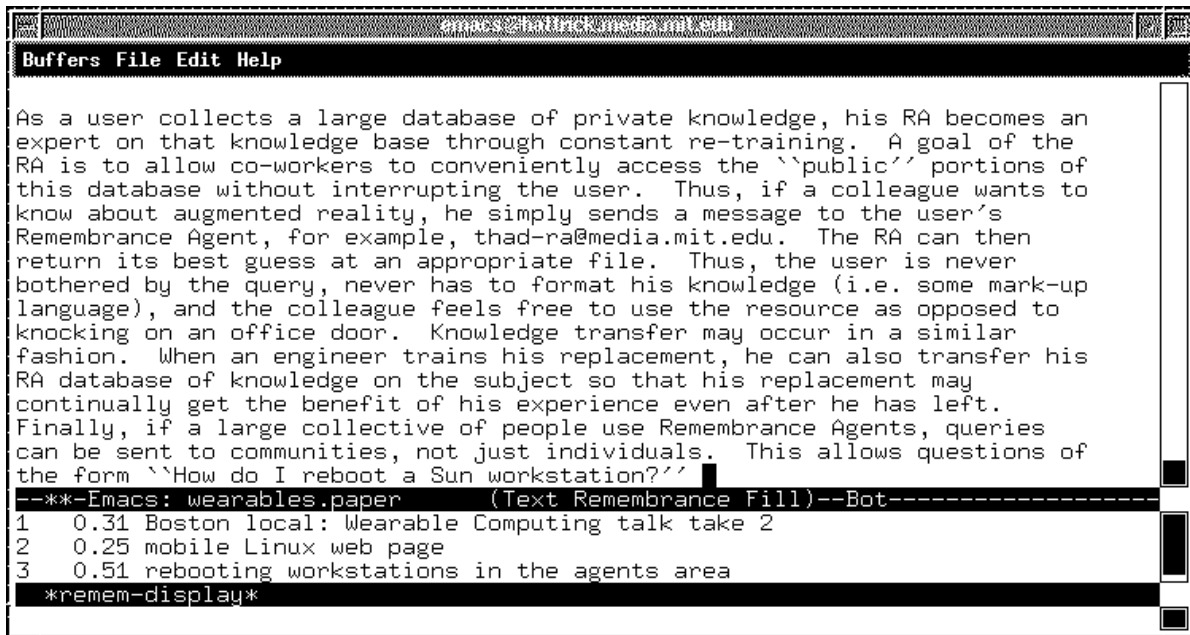 emacs@hattrick.media.mit.edu
Buffers File Edit Help
As a user collects a large database of private knowledge, his RA becomes an
expert on that knowledge base through constant re-training.  A goal of the
RA is to allow co-workers to conveniently access the ``public'' portions of
this database without interrupting the user.  Thus, if a colleague wants to
know about augmented reality, he simply sends a message to the user's
Remembrance Agent, for example, thad-ra@media.mit.edu.  The RA can then
return its best guess at an appropriate file.  Thus, the user is never
bothered by the query, never has to format his knowledge (i.e. some mark-up
language), and the colleague feels free to use the resource as opposed to
knocking on an office door.  Knowledge transfer may occur in a similar
fashion.  When an engineer trains his replacement, he can also transfer his
RA database of knowledge on the subject so that his replacement may
continually get the benefit of his experience even after he has left.
Finally, if a large collective of people use Remembrance Agents, queries
can be sent to communities, not just individuals.  This allows questions of
the form ``How do I reboot a Sun workstation?''
--**-Emacs: wearables.paper      (Text Remembrance Fill)--Bot-------------------
1   0.31 Boston local: Wearable Computing talk take 2
2   0.25 mobile Linux web page
3   0.51 rebooting workstations in the agents area
*remem-display*